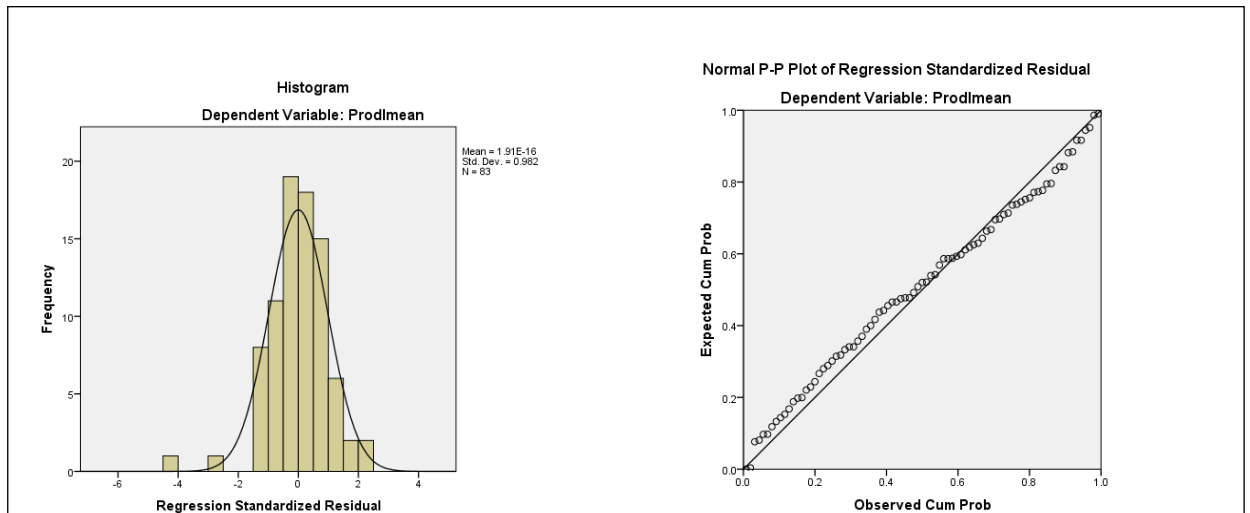 Histogram
Dependent Variable: ProdImean
Mean = 1.91E-16
Std. Dev. = 0.982
N = 83
Frequency
20
15
10
5
0
-6 -4 -2 0 2 4
Regression Standardized Residual
Normal P-P Plot of Regression Standardized Residual
Dependent Variable: ProdImean
Expected Cum Prob
1.0
0.8
0.6
0.4
0.2
0.0
0.0 0.2 0.4 0.6 0.8 1.0
Observed Cum Prob